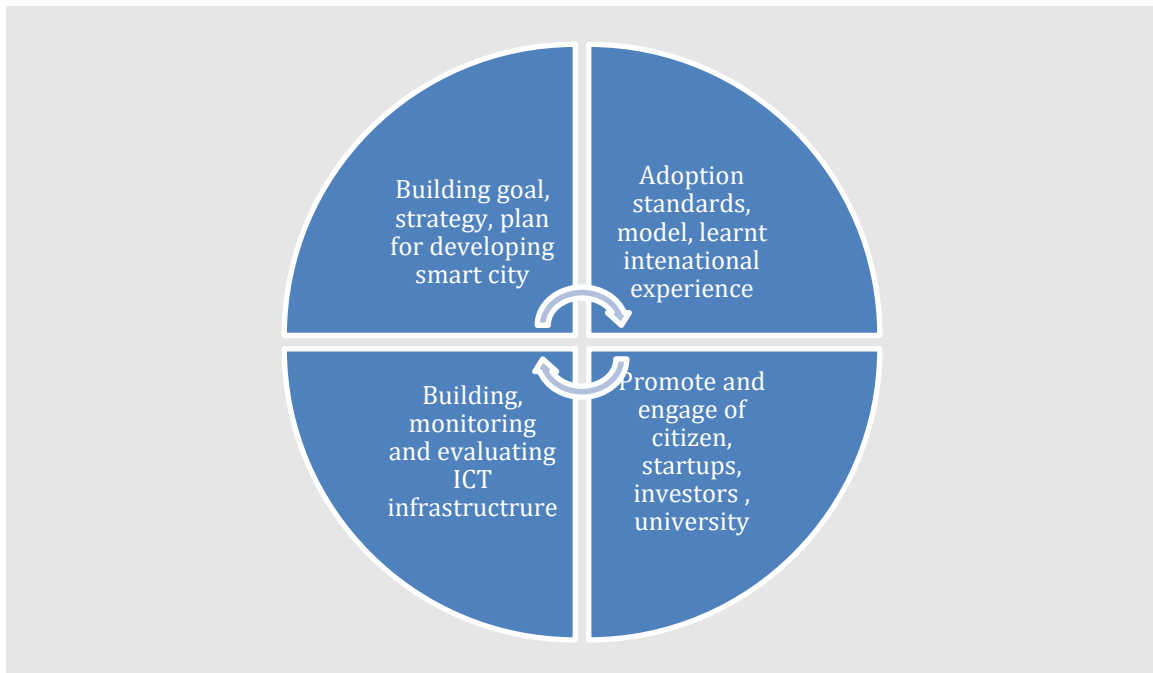 Building goal,
strategy, plan
for developing
smart city
Adoption
standards,
model, learnt
intenational
experience
Building,
monitoring
and evaluating
ICT
infrastructrure
Promote and
engage of
citizen,
startups,
investors ,
university